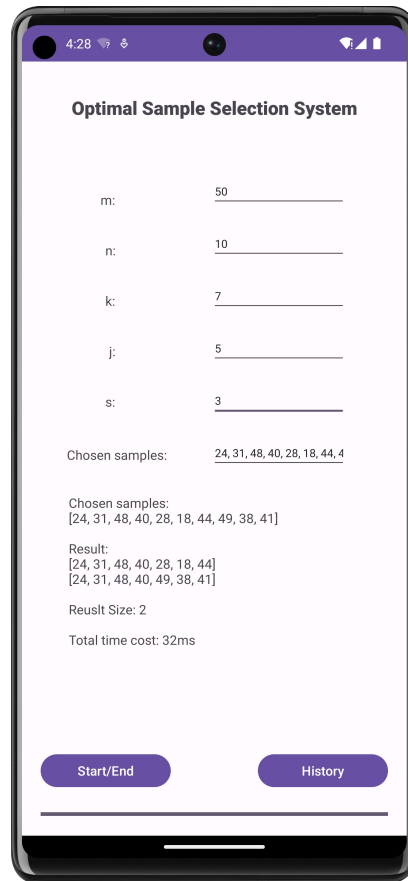 4:28
Optimal Sample Selection System
m: 50
n: 10
k: 7
j: 5
s: 3
Chosen samples: 24, 31, 48, 40, 28, 18, 44, 4
Chosen samples:
[24, 31, 48, 40, 28, 18, 44, 49, 38, 41]
Result:
[24, 31, 48, 40, 28, 18, 44]
[24, 31, 48, 40, 49, 38, 41]
Reuslt Size: 2
Total time cost: 32ms
Start/End History